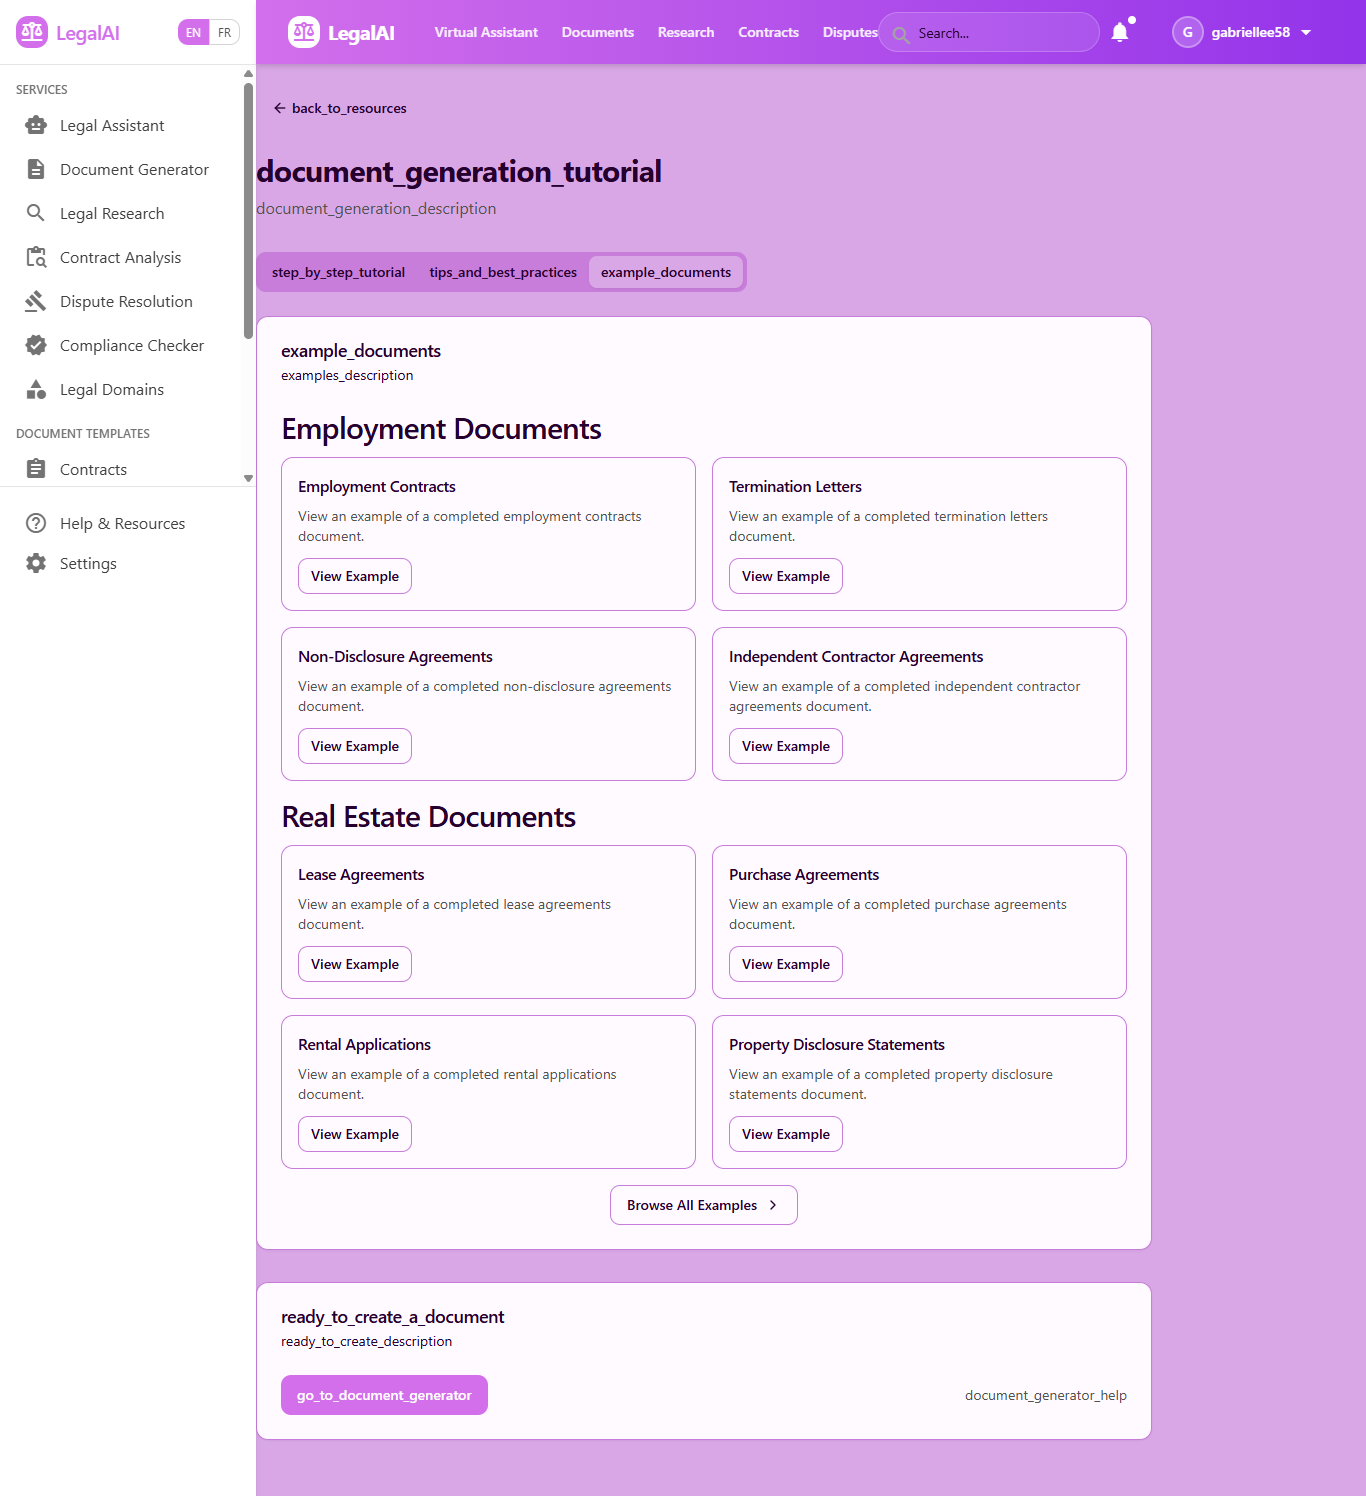 LegalAI
EN FR
LegalAI
Virtual Assistant
Documents
Research
Contracts
Disputes
Search...
G
gabriellee58
SERVICES
Legal Assistant
Document Generator
Legal Research
Contract Analysis
Dispute Resolution
Compliance Checker
Legal Domains
DOCUMENT TEMPLATES
Contracts
Help & Resources
Settings
back_to_resources
document_generation_tutorial
document_generation_description
step_by_step_tutorial
tips_and_best_practices
example_documents
example_documents
examples_description
Employment Documents
Employment Contracts
View an example of a completed employment contracts
document.
View Example
Termination Letters
View an example of a completed termination letters
document.
View Example
Non-Disclosure Agreements
View an example of a completed non-disclosure agreements
document.
View Example
Independent Contractor Agreements
View an example of a completed independent contractor
agreements document.
View Example
Real Estate Documents
Lease Agreements
View an example of a completed lease agreements
document.
View Example
Purchase Agreements
View an example of a completed purchase agreements
document.
View Example
Rental Applications
View an example of a completed rental applications
document.
View Example
Property Disclosure Statements
View an example of a completed property disclosure
statements document.
View Example
Browse All Examples
ready_to_create_a_document
ready_to_create_description
go_to_document_generator
document_generator_help